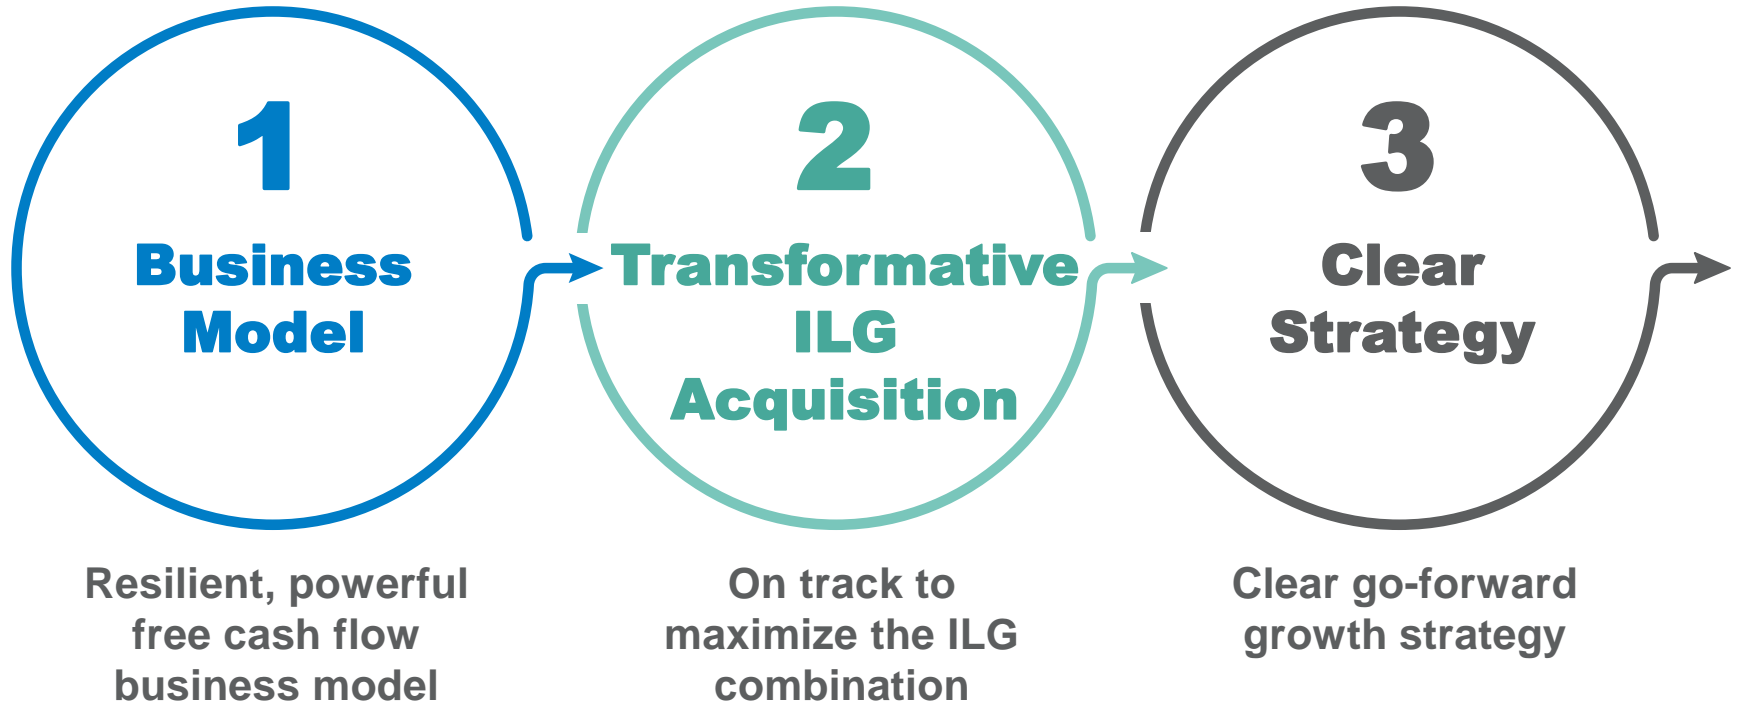 1
Business
Model
Resilient, powerful
free cash flow
business model
2
Transformative
ILG
Acquisition
On track to
maximize the ILG
combination
3
Clear
Strategy
Clear go-forward
growth strategy